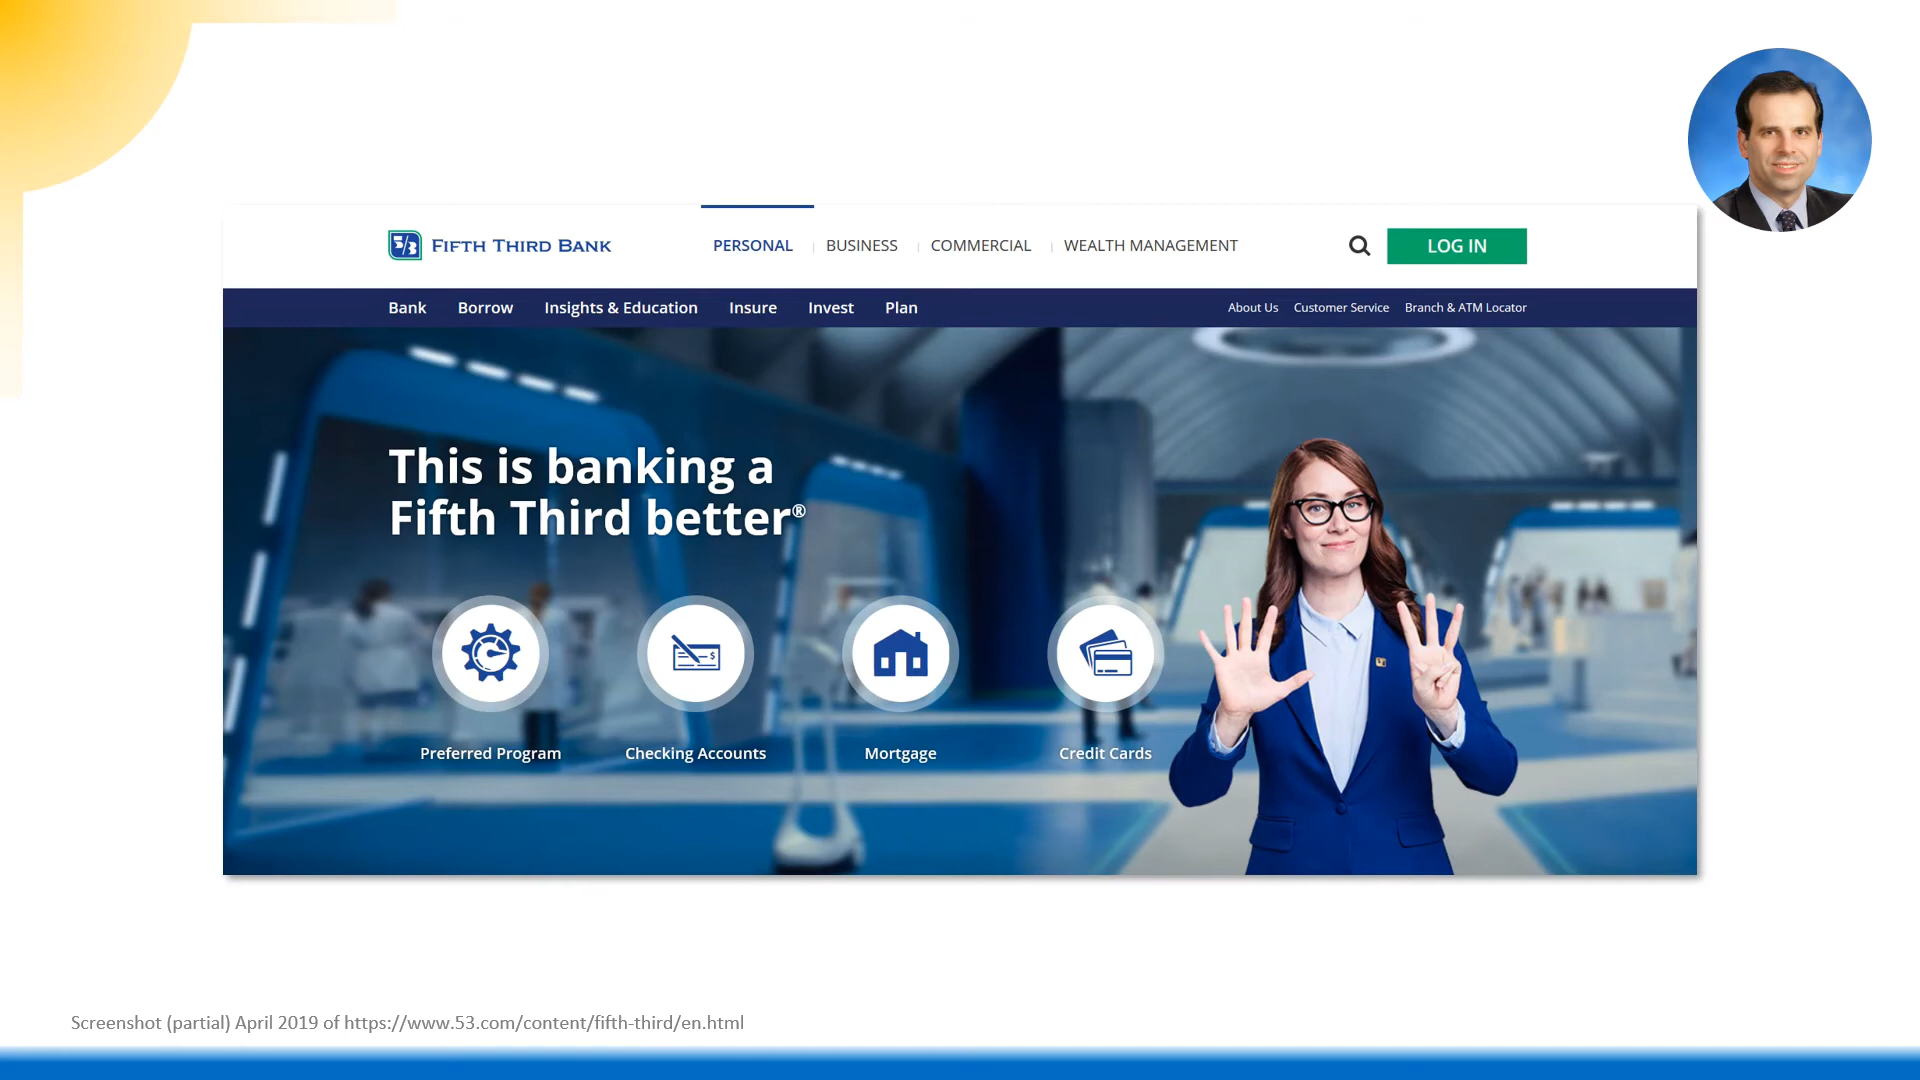 5/3 FIFTH THIRD BANK
PERSONAL | BUSINESS | COMMERCIAL | WEALTH MANAGEMENT
LOG IN
Bank Borrow Insights & Education Insure Invest Plan
About Us Customer Service Branch & ATM Locator
This is banking a
Fifth Third better®
Preferred Program Checking Accounts Mortgage Credit Cards
Screenshot (partial) April 2019 of https://www.53.com/content/fifth-third/en.html